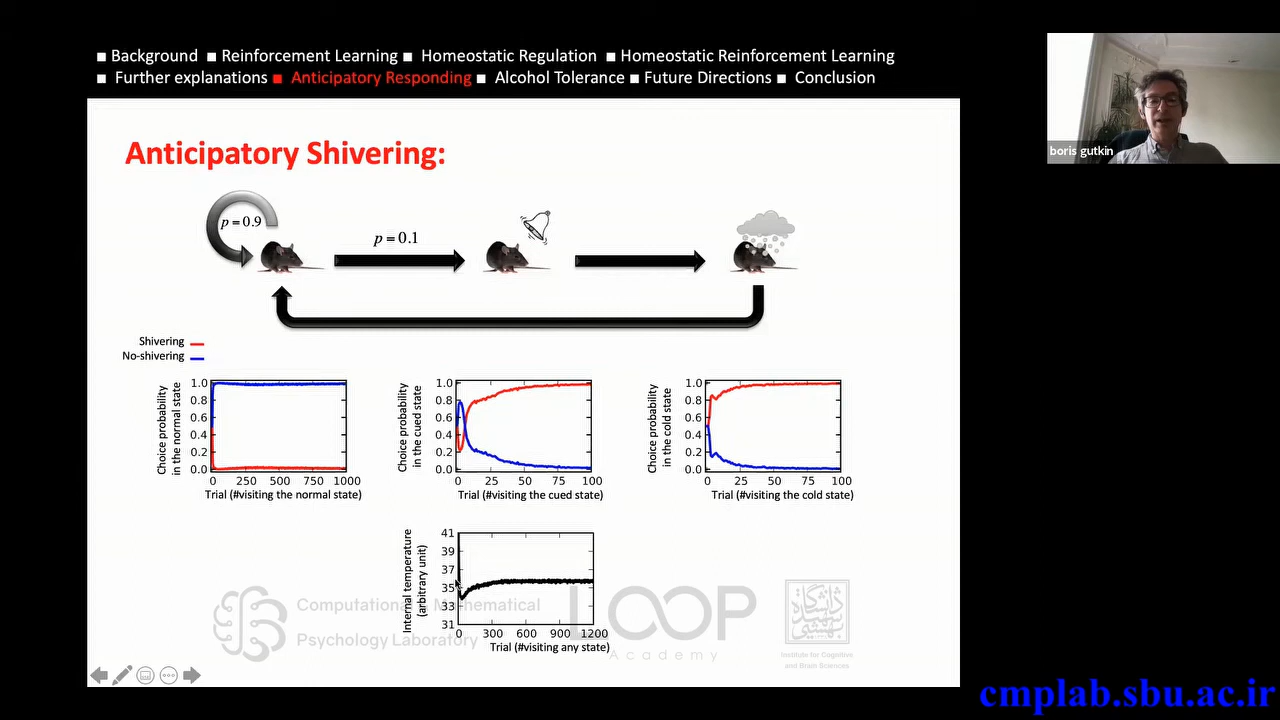 ■ Background ■ Reinforcement Learning ■ Homeostatic Regulation ■ Homeostatic Reinforcement Learning
■ Further explanations ■ Anticipatory Responding ■ Alcohol Tolerance ■ Future Directions ■ Conclusion
boris gutkin
Anticipatory Shivering:
p = 0.9
p = 0.1
Shivering
No-shivering
Choice probability
in the normal state
1.0
0.8
0.6
0.4
0.2
0.0
0 250 500 750 1000
Trial (#visiting the normal state)
Choice probability
in the cued state
1.0
0.8
0.6
0.4
0.2
0.0
0 25 50 75 100
Trial (#visiting the cued state)
Choice probability
in the cold state
1.0
0.8
0.6
0.4
0.2
0.0
0 25 50 75 100
Trial (#visiting the cold state)
Internal temperature
(arbitrary unit)
41
39
37
35
33
31
0 300 600 900 1200
Trial (#visiting any state)
Computational Mathematical
Psychology Laboratory
LOOP
Academy
Institute for Cognitive
and Brain Sciences
cmplab.sbu.ac.ir